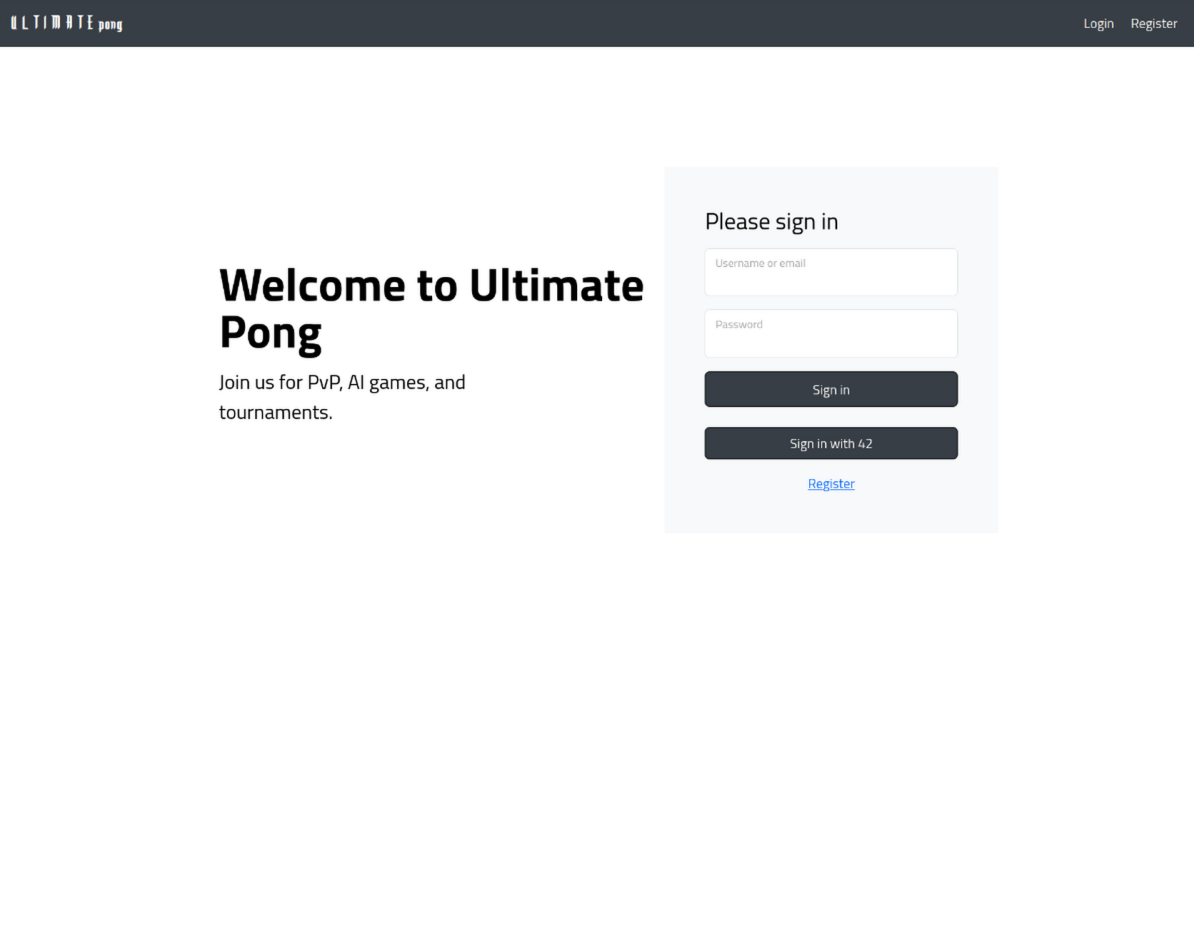 ULTIMATE pong
Login
Register
Welcome to Ultimate
Pong
Join us for PvP, AI games, and
tournaments.
Please sign in
Username or email
Password
Sign in
Sign in with 42
Register